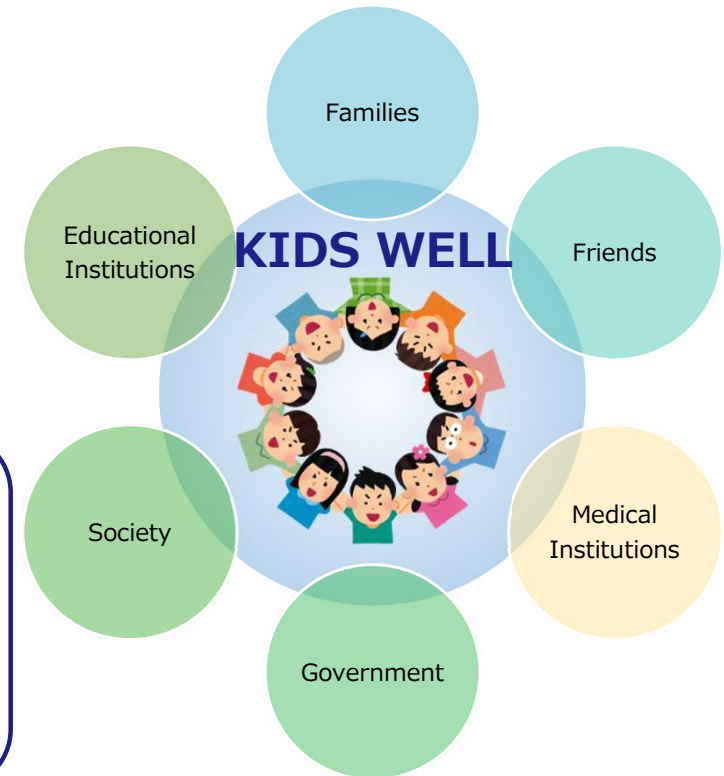 Families
KIDS WELL
Educational
Institutions
Friends
Society
Medical
Institutions
Government